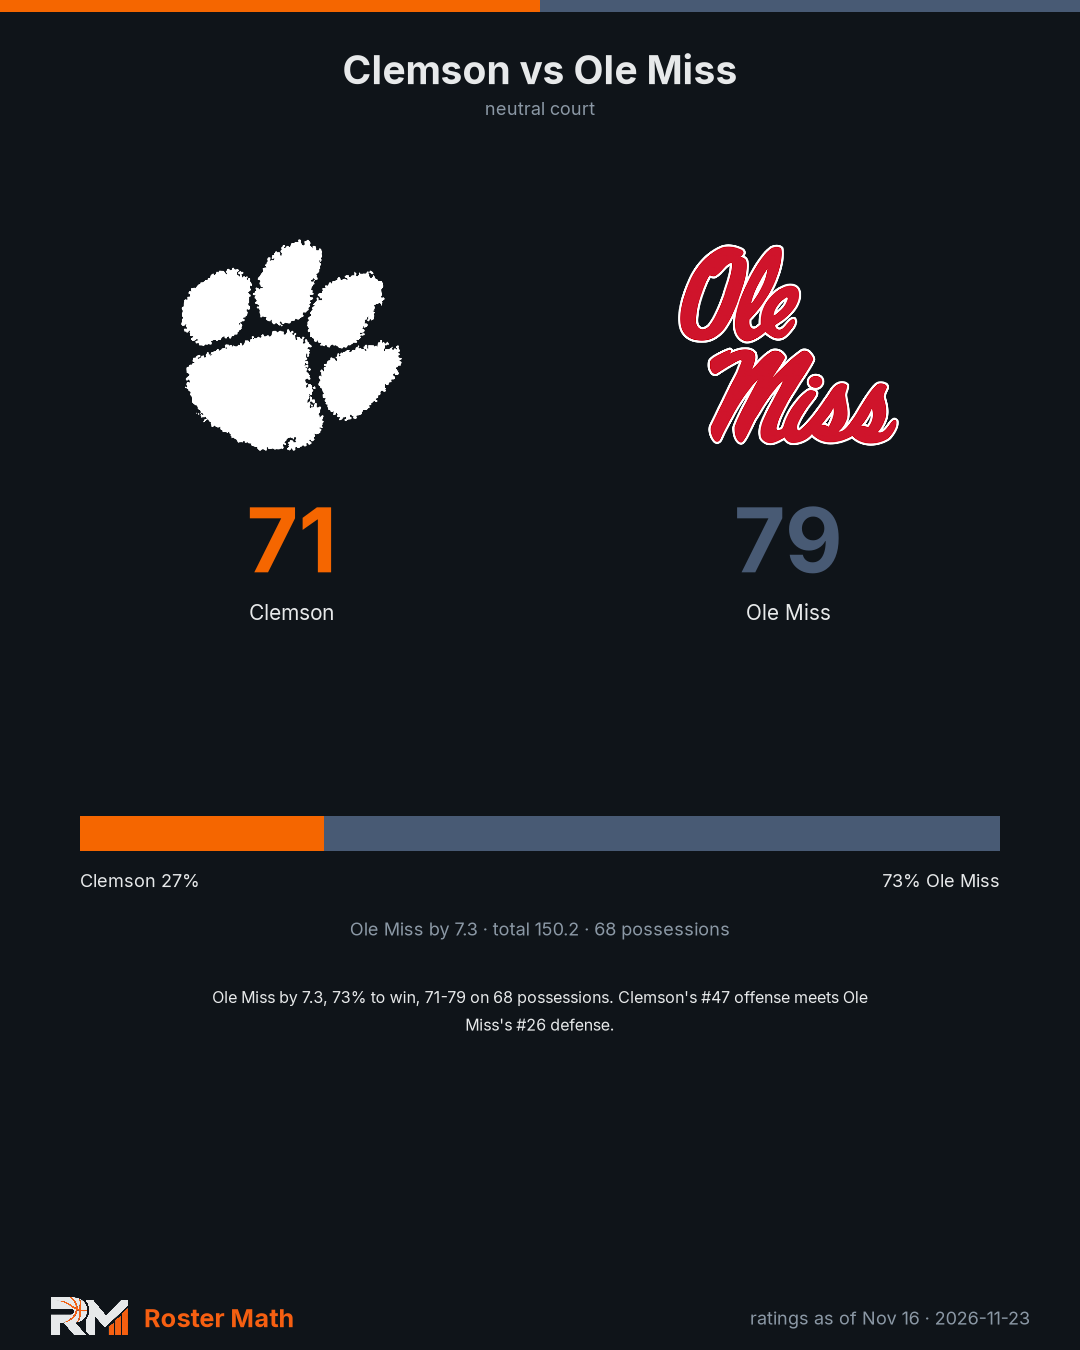 Clemson vs Ole Miss
neutral court
Ole
Miss
71
79
Clemson
Ole Miss
Clemson 27%
73% Ole Miss
Ole Miss by 7.3 · total 150.2 · 68 possessions
Ole Miss by 7.3, 73% to win, 71-79 on 68 possessions. Clemson's #47 offense meets Ole
Miss's #26 defense.
RM Roster Math
ratings as of Nov 16 · 2026-11-23